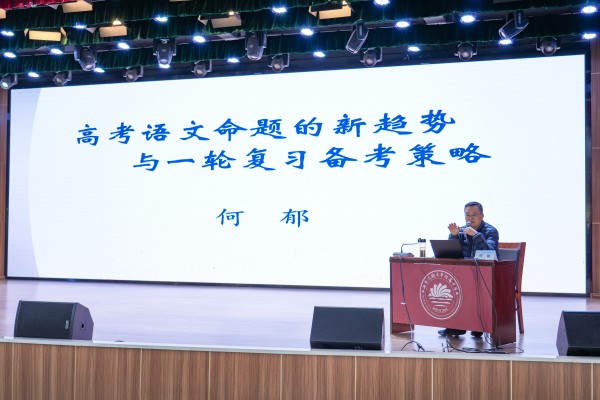 高考语文命题的新趋势
与一轮复习备考策略
何 郁